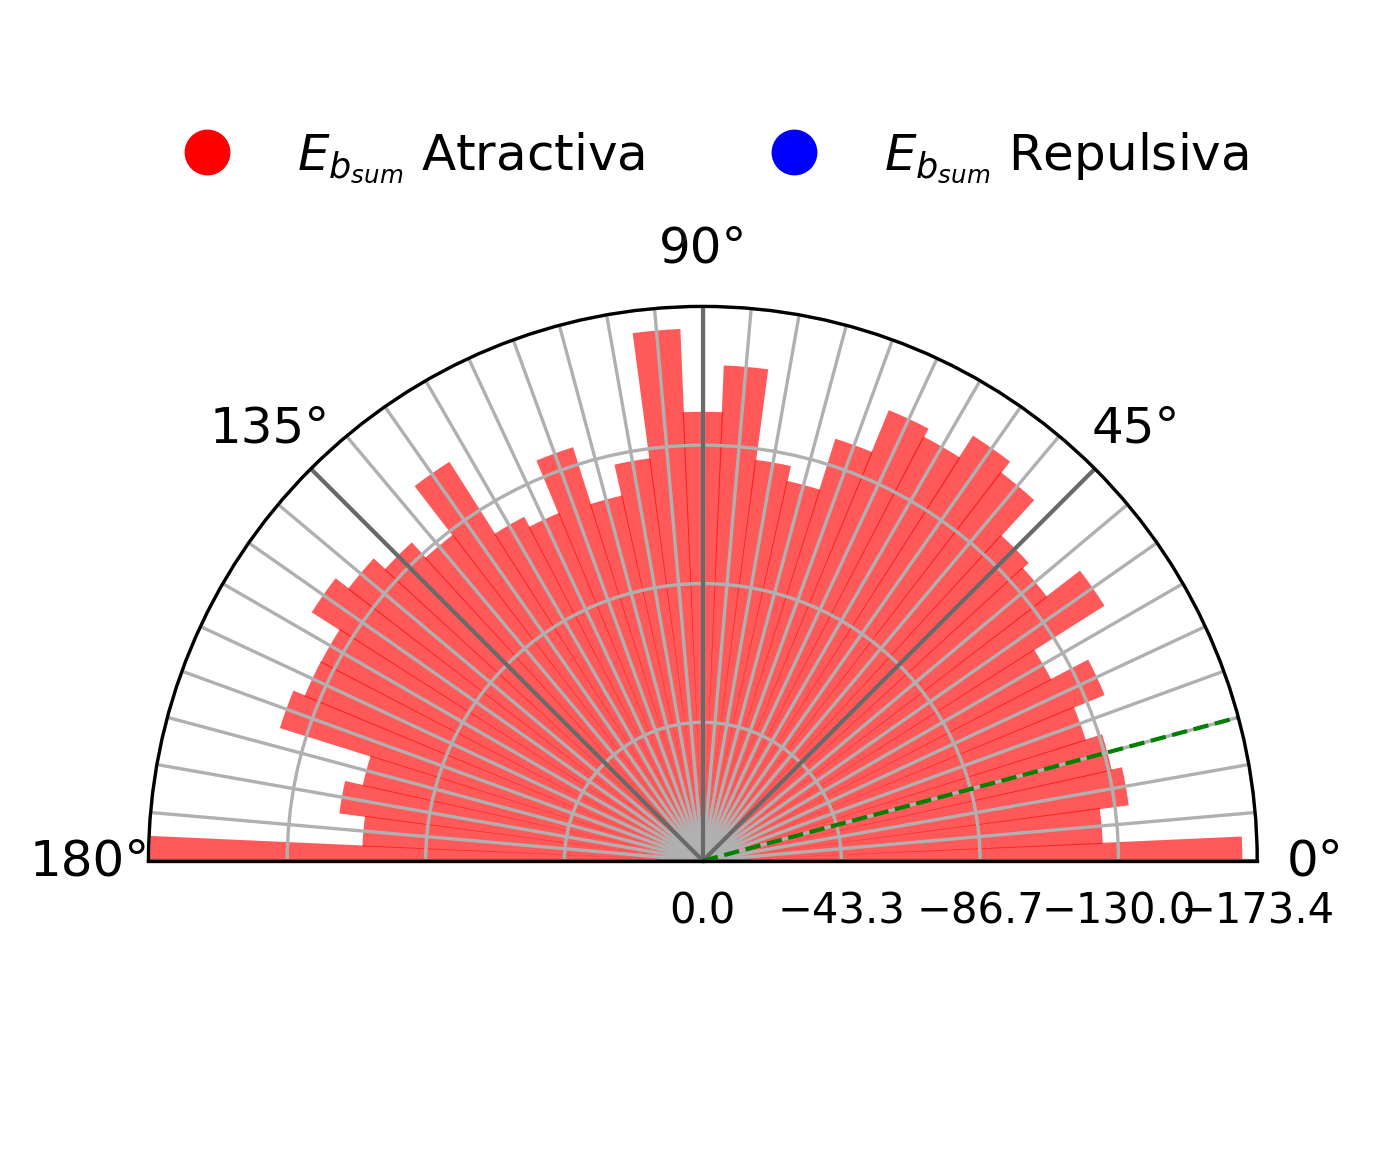 E_{b_{sum}} Atractiva E_{b_{sum}} Repulsiva
90°
135° 45°
180° 0°
0.0 −43.3 −86.7 −130.0 −173.4